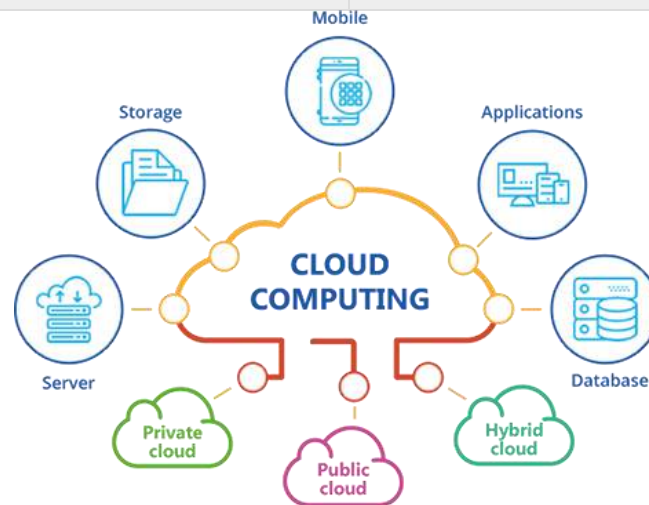 Mobile
Storage
Applications
CLOUD
COMPUTING
Server
Database
Private
cloud
Public
cloud
Hybrid
cloud